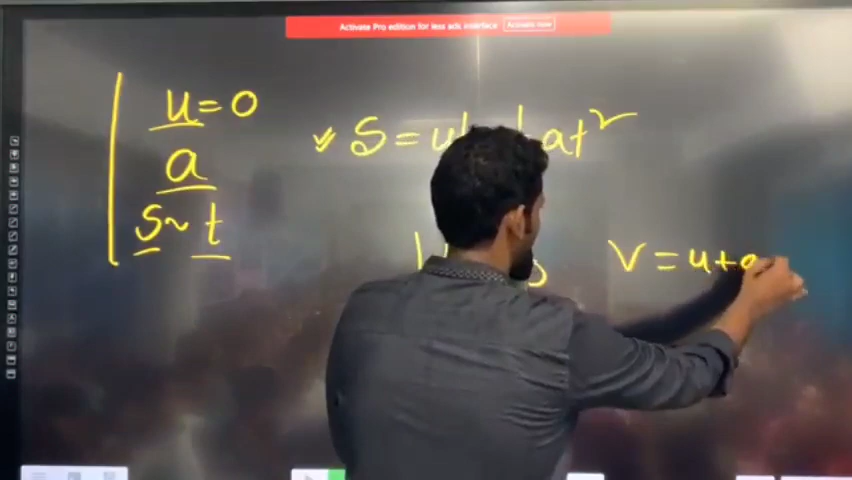 Activate Pro edition for less ads interface Activate now
u = 0
a
s ~ t
S = u at²
V = u + a